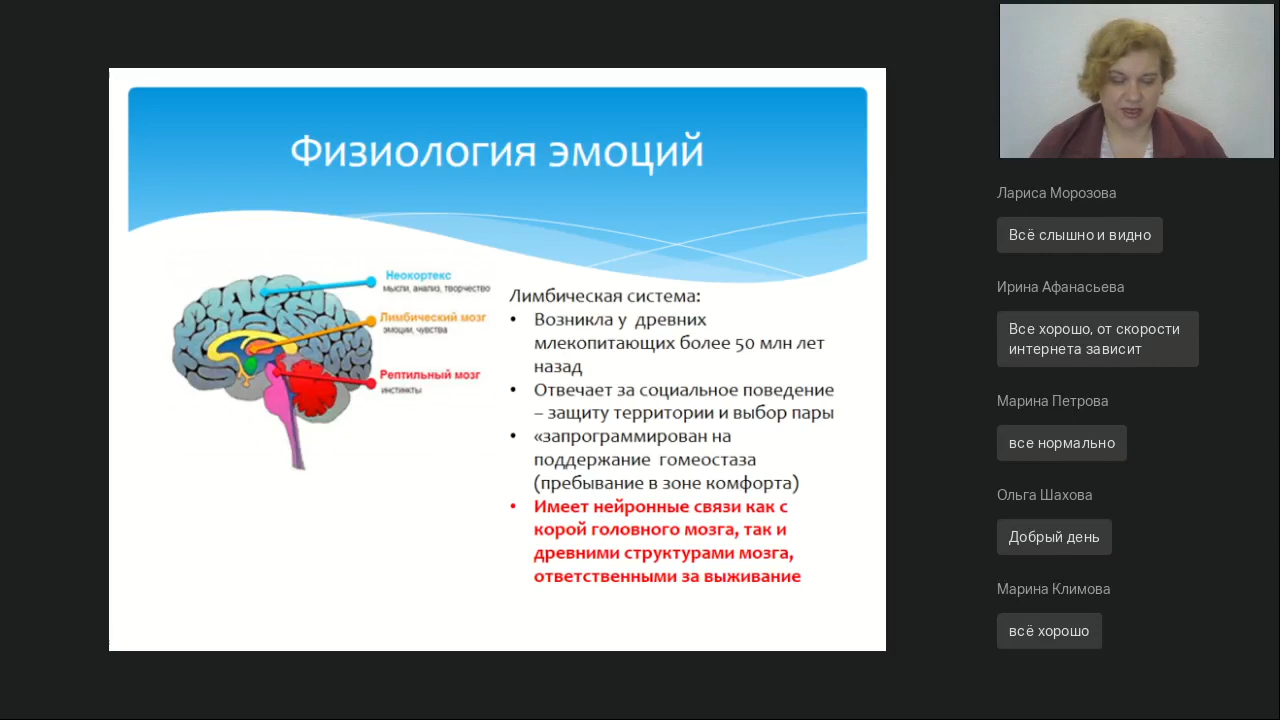 Физиология эмоций
Неокортекс
мысли, анализ, творчество
Лимбический мозг
эмоции, чувства
Рептильный мозг
инстинкты
Лимбическая система:
• Возникла у древних
млекопитающих более 50 млн лет
назад
• Отвечает за социальное поведение
– защиту территории и выбор пары
• «запрограммирован на
поддержание гомеостаза
(пребывание в зоне комфорта)
• Имеет нейронные связи как с
корой головного мозга, так и
древними структурами мозга,
ответственными за выживание
Лариса Морозова
Всё слышно и видно
Ирина Афанасьева
Все хорошо, от скорости
интернета зависит
Марина Петрова
все нормально
Ольга Шахова
Добрый день
Марина Климова
всё хорошо